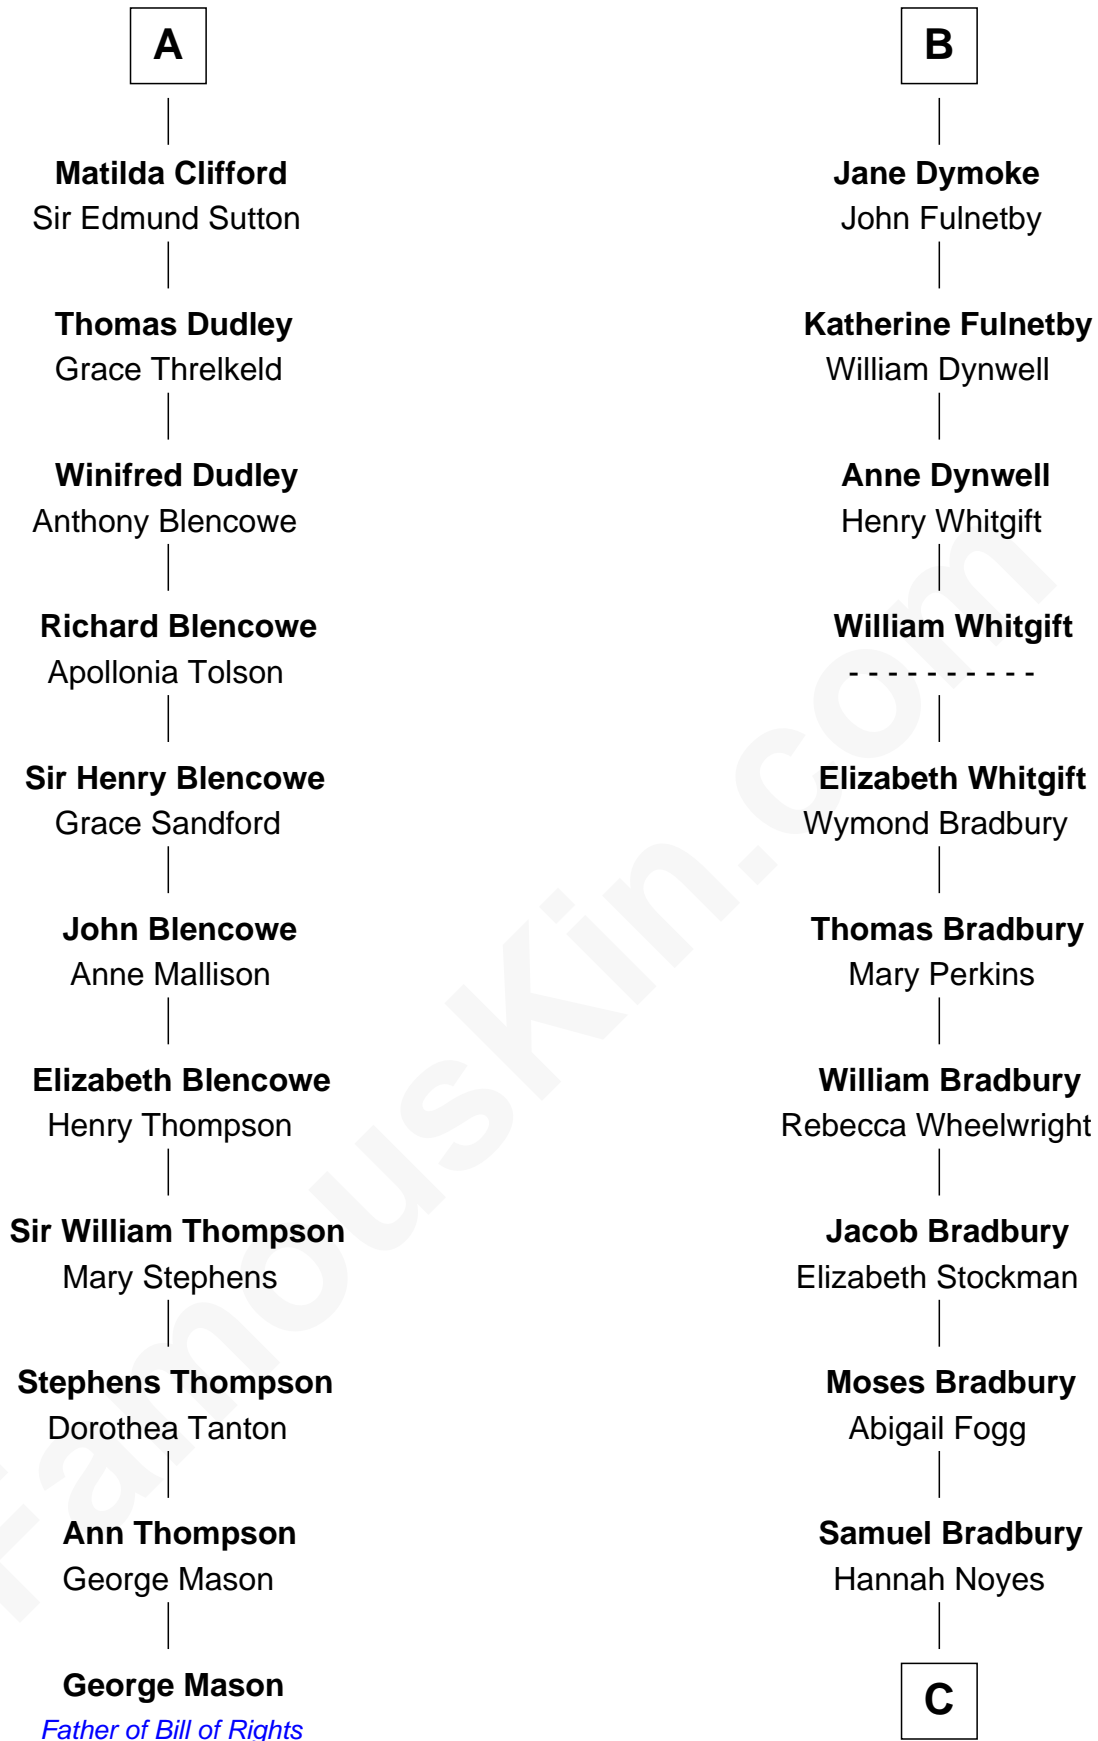 A
Matilda Clifford
Sir Edmund Sutton
Thomas Dudley
Grace Threlkeld
Winifred Dudley
Anthony Blencowe
Richard Blencowe
Apollonia Tolson
Sir Henry Blencowe
Grace Sandford
John Blencowe
Anne Mallison
Elizabeth Blencowe
Henry Thompson
Sir William Thompson
Mary Stephens
Stephens Thompson
Dorothea Tanton
Ann Thompson
George Mason
George Mason
Father of Bill of Rights
B
Jane Dymoke
John Fulnetby
Katherine Fulnetby
William Dynwell
Anne Dynwell
Henry Whitgift
William Whitgift
- - - - - - - - - -
Elizabeth Whitgift
Wymond Bradbury
Thomas Bradbury
Mary Perkins
William Bradbury
Rebecca Wheelwright
Jacob Bradbury
Elizabeth Stockman
Moses Bradbury
Abigail Fogg
Samuel Bradbury
Hannah Noyes
C
FamousKin.com